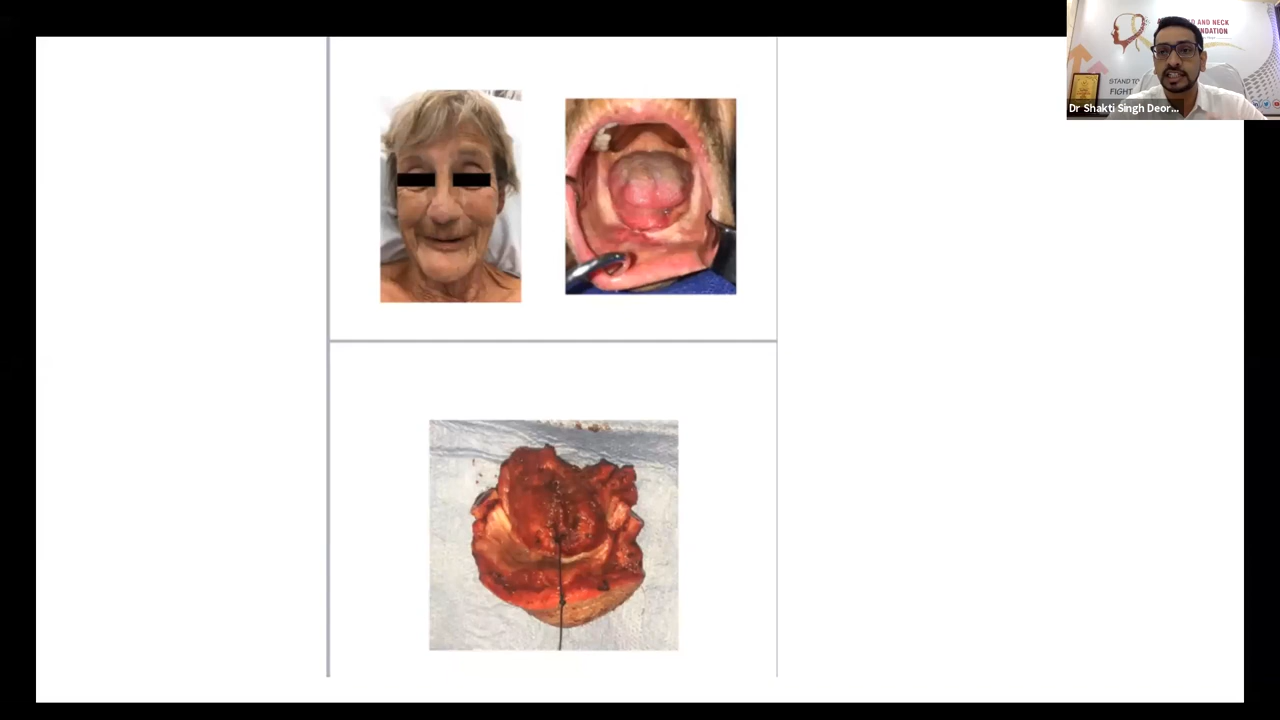 AND NECK
NDATION
STAND TO
FIGHT
Dr Shakti Singh Deor...